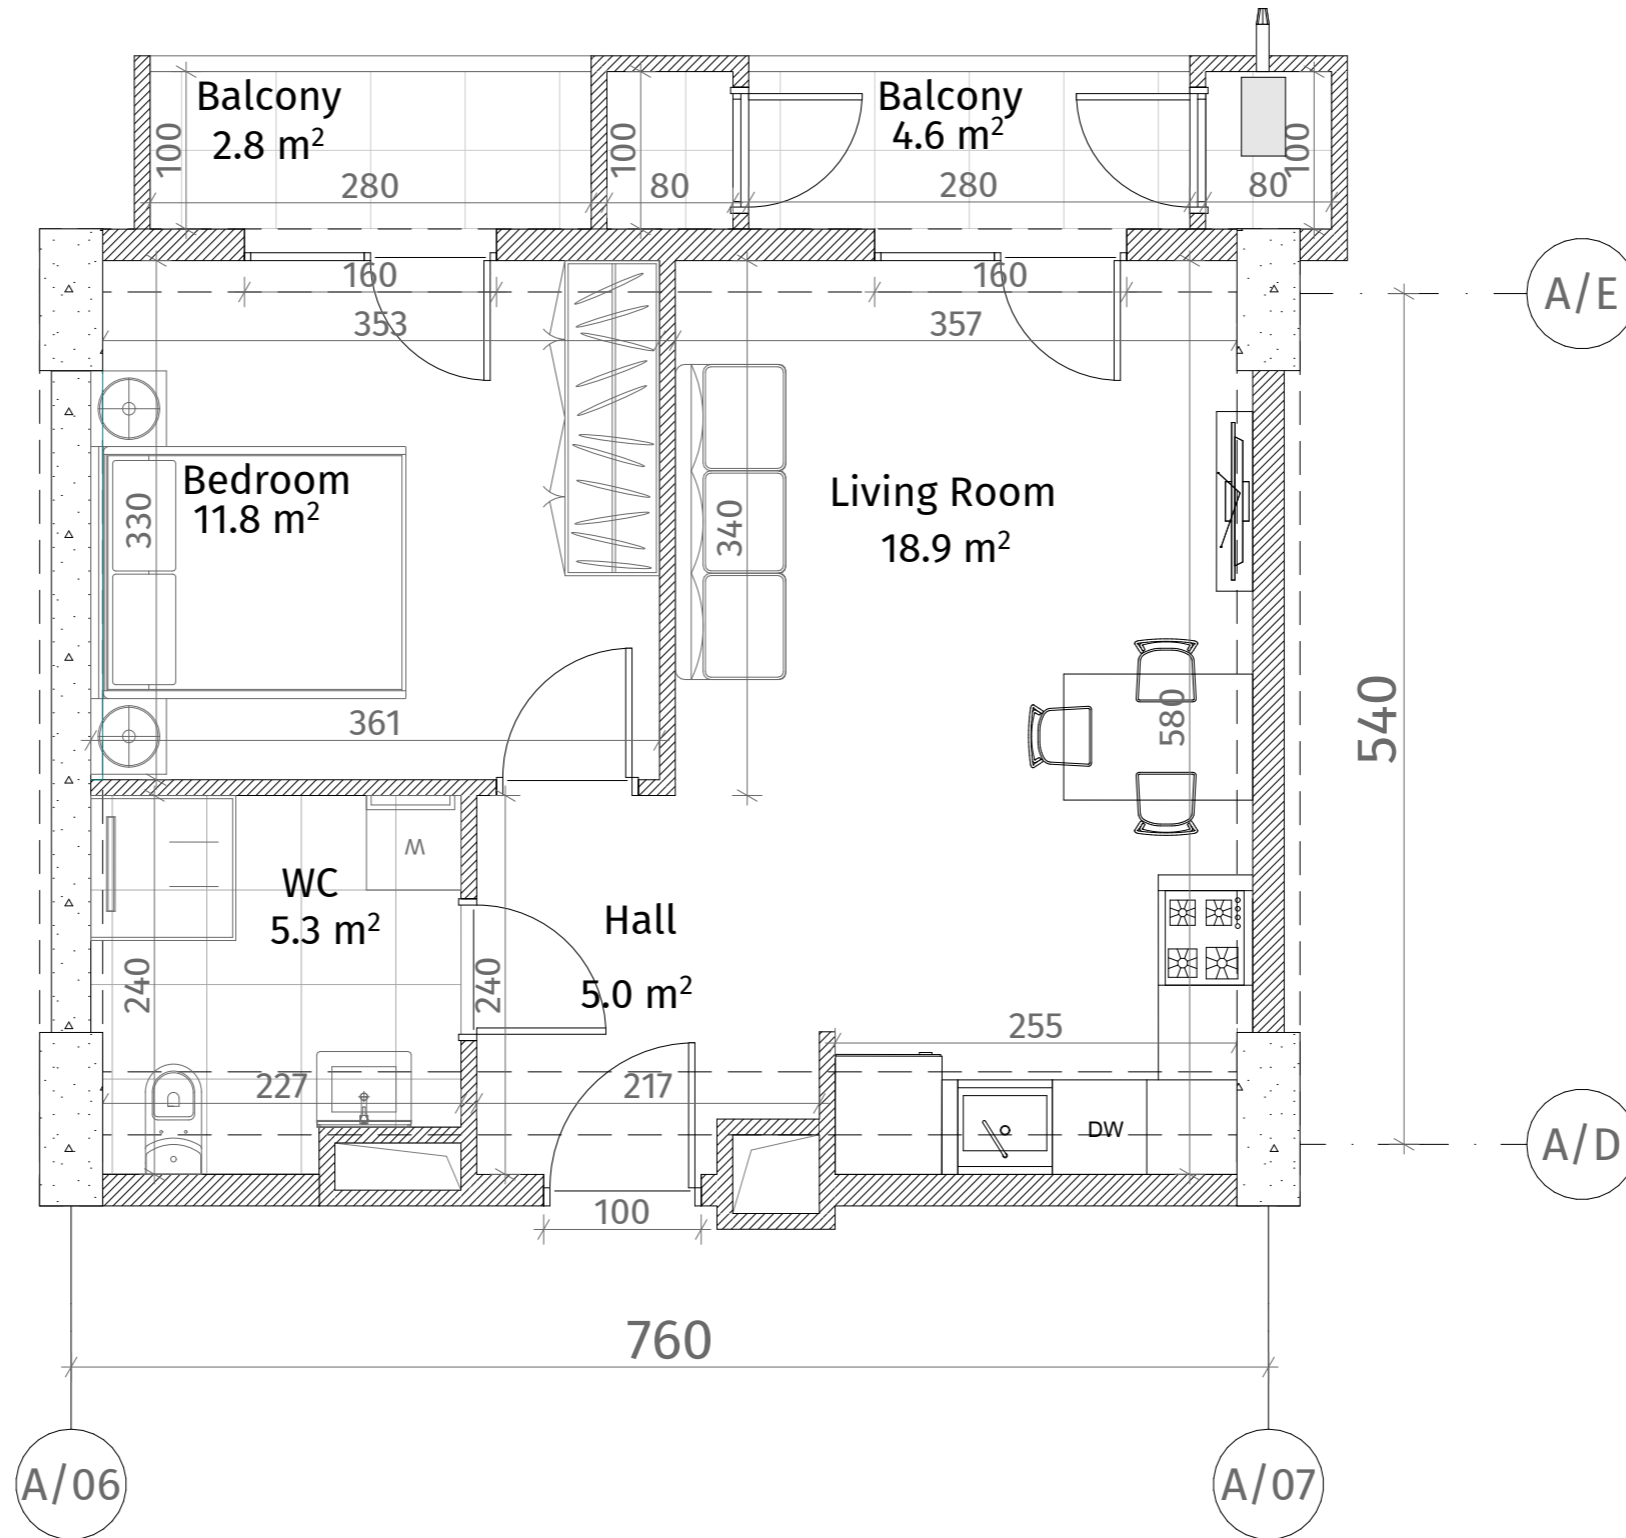 Balcony
2.8 m²
Balcony
4.6 m²
100
280
100
80
280
80
100
160
353
160
357
A/E
Bedroom
11.8 m²
330
340
Living Room
18.9 m²
361
580
540
W
WC
5.3 m²
240
240
Hall
5.0 m²
255
227
217
DW
A/D
100
760
A/06
A/07